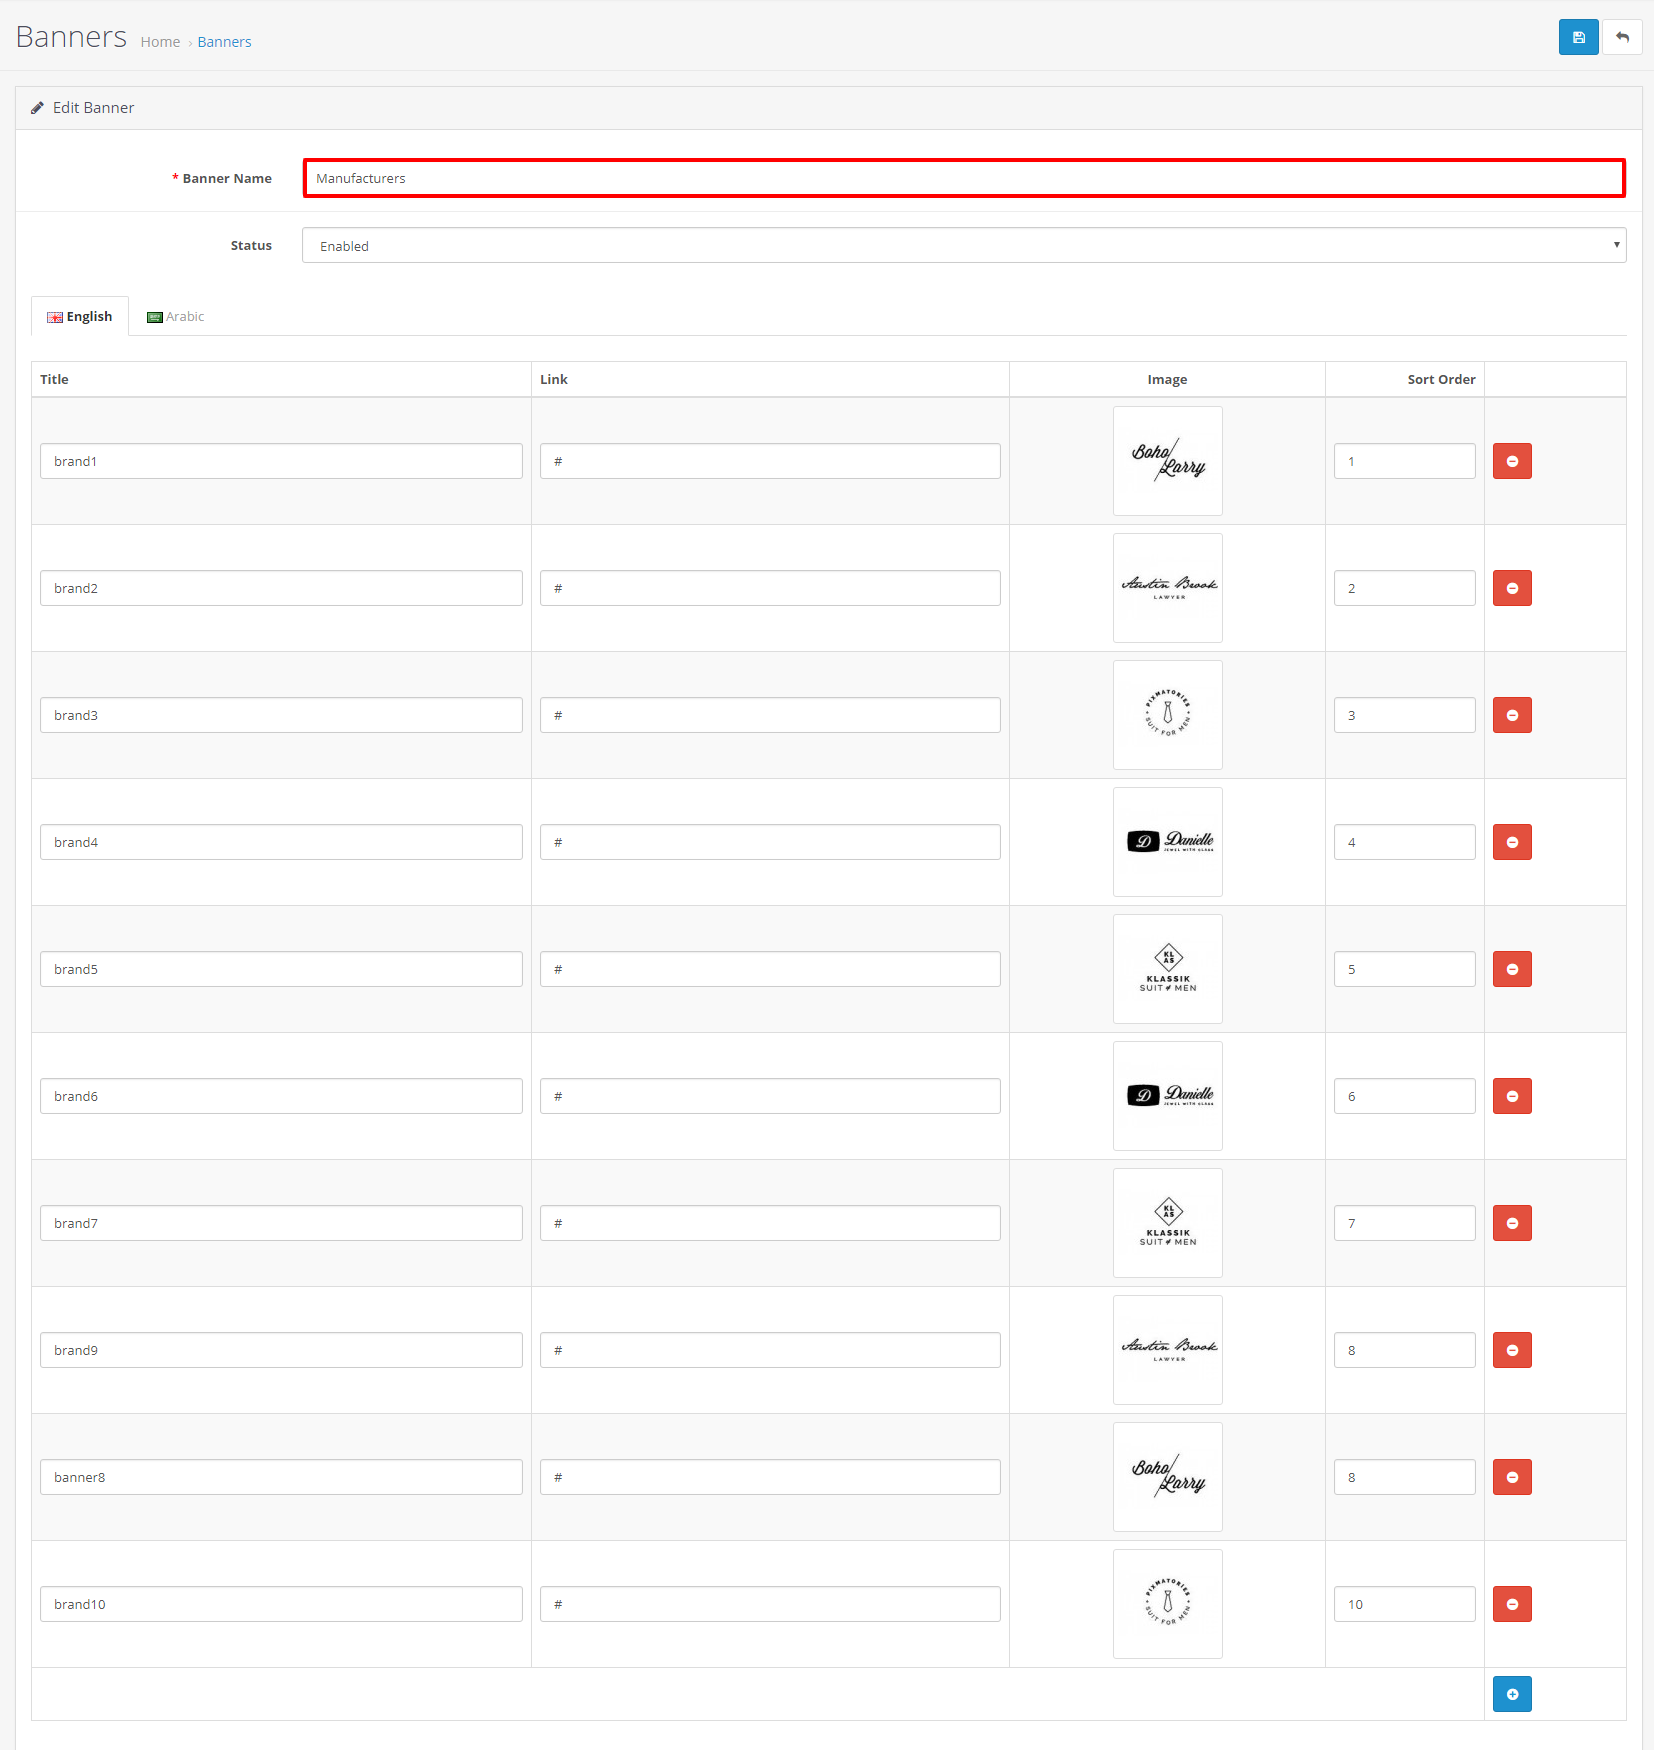 Banners Home › Banners
Edit Banner
* Banner Name Manufacturers
Status Enabled
English Arabic
Title Link Image Sort Order
brand1 # Boho Larry 1
brand2 # Austin Brook 2
LAWYER
brand3 # PIXMATORIES 3
SUIT FOR MEN
brand4 # D Danielle 4
brand5 # KL AS 5
KLASSIK
SUIT MEN
brand6 # D Danielle 6
brand7 # KL AS 7
KLASSIK
SUIT MEN
brand9 # Austin Brook 8
LAWYER
banner8 # Boho Larry 8
brand10 # PIXMATORIES 10
SUIT FOR MEN